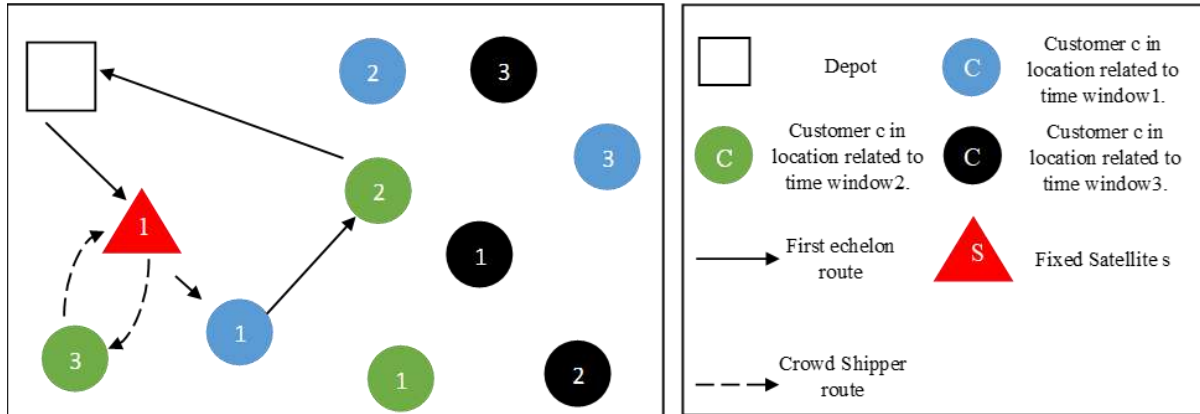 2
3
3
2
1
1
1
3
1
2
Depot
C
Customer c in
location related to
time window1.
C
Customer c in
location related to
time window2.
C
Customer c in
location related to
time window3.
First echelon
route
S
Fixed Satellite s
Crowd Shipper
route